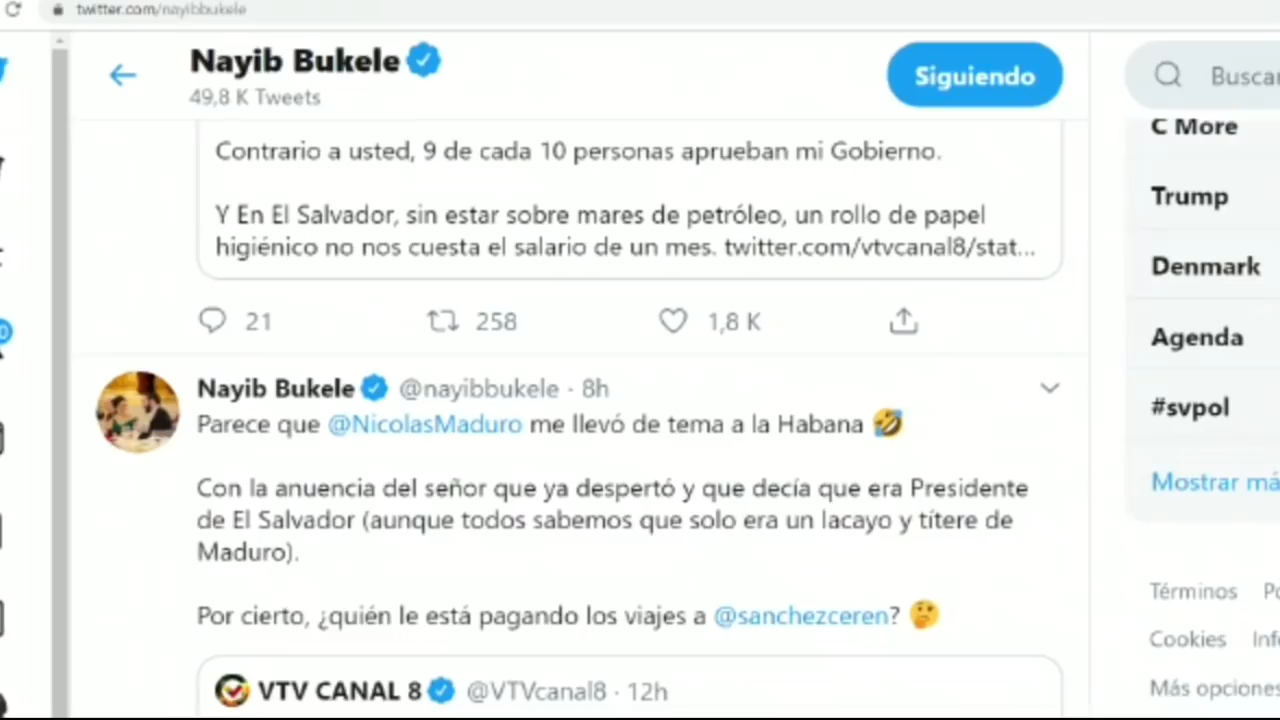 twitter.com/nayibbukele
Nayib Bukele
49,8 K Tweets
Siguiendo
Contrario a usted, 9 de cada 10 personas aprueban mi Gobierno.
Y En El Salvador, sin estar sobre mares de petróleo, un rollo de papel
higiénico no nos cuesta el salario de un mes. twitter.com/vtvcanal8/stat...
21 258 1,8 K
Nayib Bukele @nayibbukele · 8h
Parece que @NicolasMaduro me llevó de tema a la Habana 🤣
Con la anuencia del señor que ya despertó y que decía que era Presidente
de El Salvador (aunque todos sabemos que solo era un lacayo y títere de
Maduro).
Por cierto, ¿quién le está pagando los viajes a @sanchezceren? 🤔
VTV CANAL 8 @VTVcanal8 · 12h
Buscar
C More
Trump
Denmark
Agenda
#svpol
Mostrar má
Términos Po
Cookies Info
Más opciones